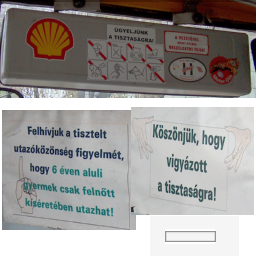 ÜGYELJÜNK
A TISZTASÁGRA!
H
Felhívjuk a tisztelt
utazóközönség figyelmét,
hogy 6 éven aluli
gyermek csak felnőtt
kíséretében utazhat!
Köszönjük, hogy
vigyázott
a tisztaságra!